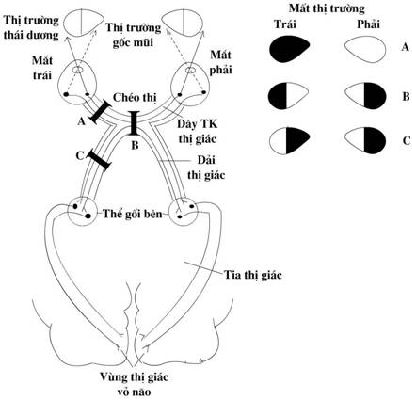 Thị trường
thái dương
Thị trường
gốc mũi
Mắt
trái
Mắt
phải
Chéo thị
A
B
Dây TK
thị giác
C
Dải
thị giác
Thể gối bên
Tia thị giác
Vùng thị giác
vỏ não
Mất thị trường
Trái Phải
A
B
C